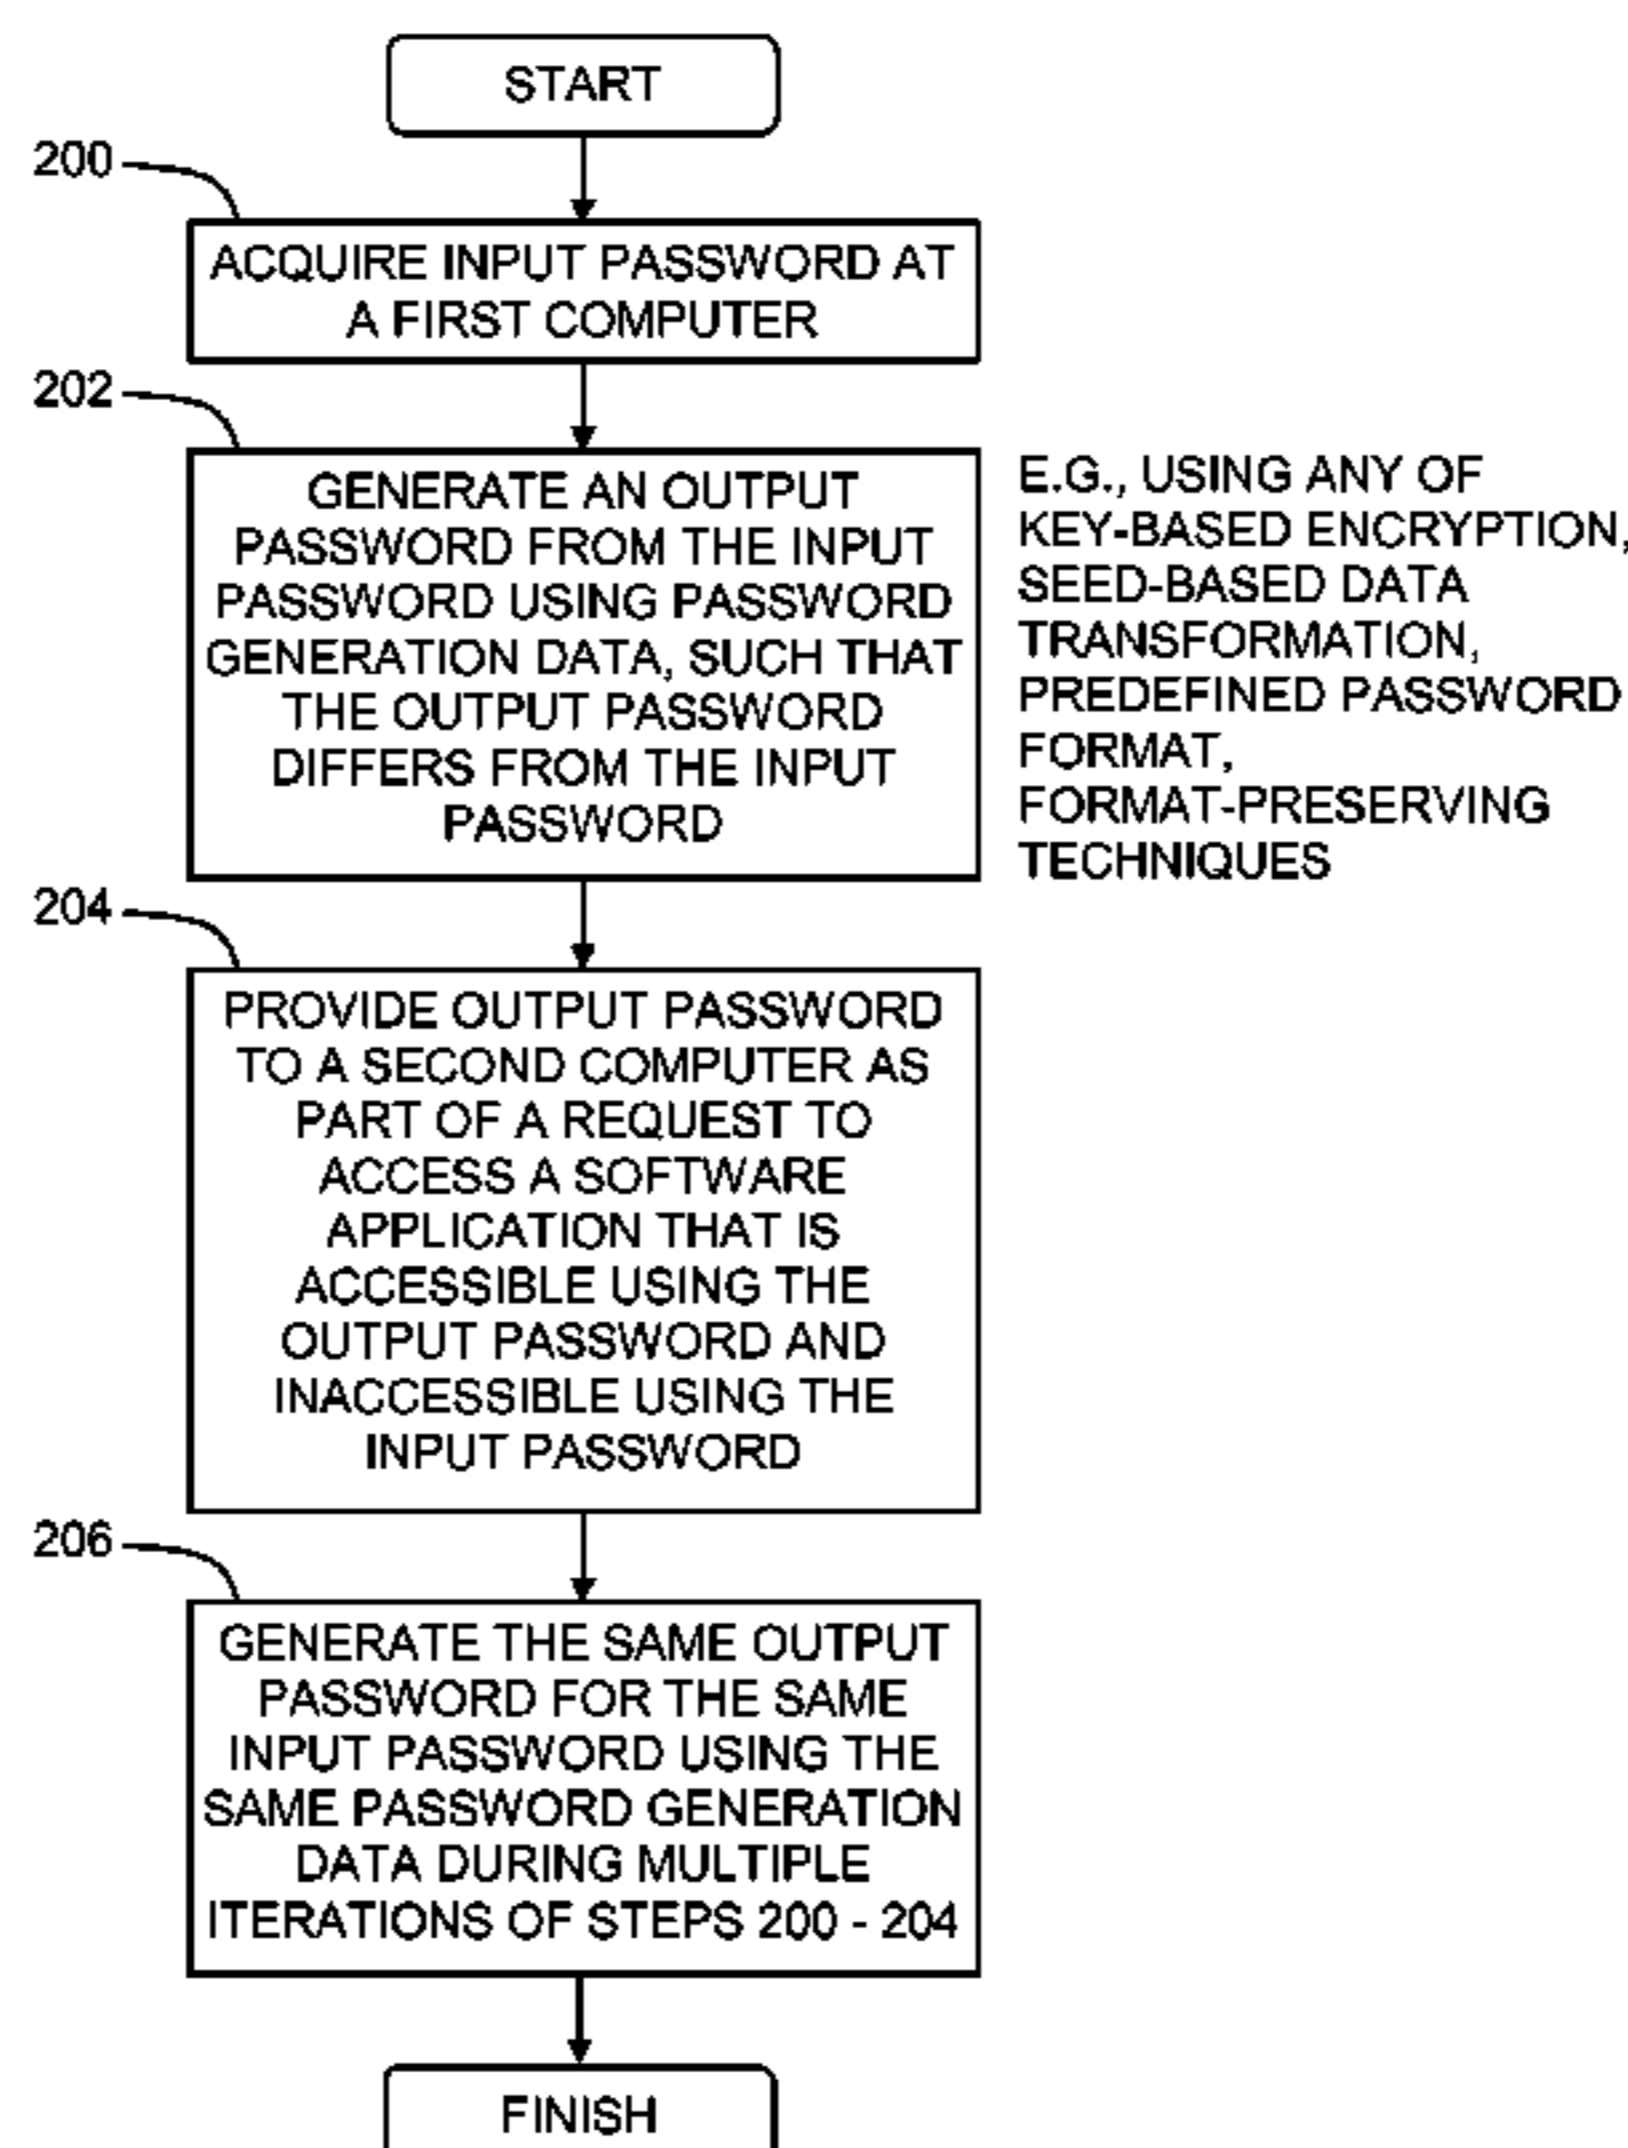 START
200
ACQUIRE INPUT PASSWORD AT
A FIRST COMPUTER
202
GENERATE AN OUTPUT
PASSWORD FROM THE INPUT
PASSWORD USING PASSWORD
GENERATION DATA, SUCH THAT
THE OUTPUT PASSWORD
DIFFERS FROM THE INPUT
PASSWORD
E.G., USING ANY OF
KEY-BASED ENCRYPTION,
SEED-BASED DATA
TRANSFORMATION,
PREDEFINED PASSWORD
FORMAT,
FORMAT-PRESERVING
TECHNIQUES
204
PROVIDE OUTPUT PASSWORD
TO A SECOND COMPUTER AS
PART OF A REQUEST TO
ACCESS A SOFTWARE
APPLICATION THAT IS
ACCESSIBLE USING THE
OUTPUT PASSWORD AND
INACCESSIBLE USING THE
INPUT PASSWORD
206
GENERATE THE SAME OUTPUT
PASSWORD FOR THE SAME
INPUT PASSWORD USING THE
SAME PASSWORD GENERATION
DATA DURING MULTIPLE
ITERATIONS OF STEPS 200 - 204
FINISH